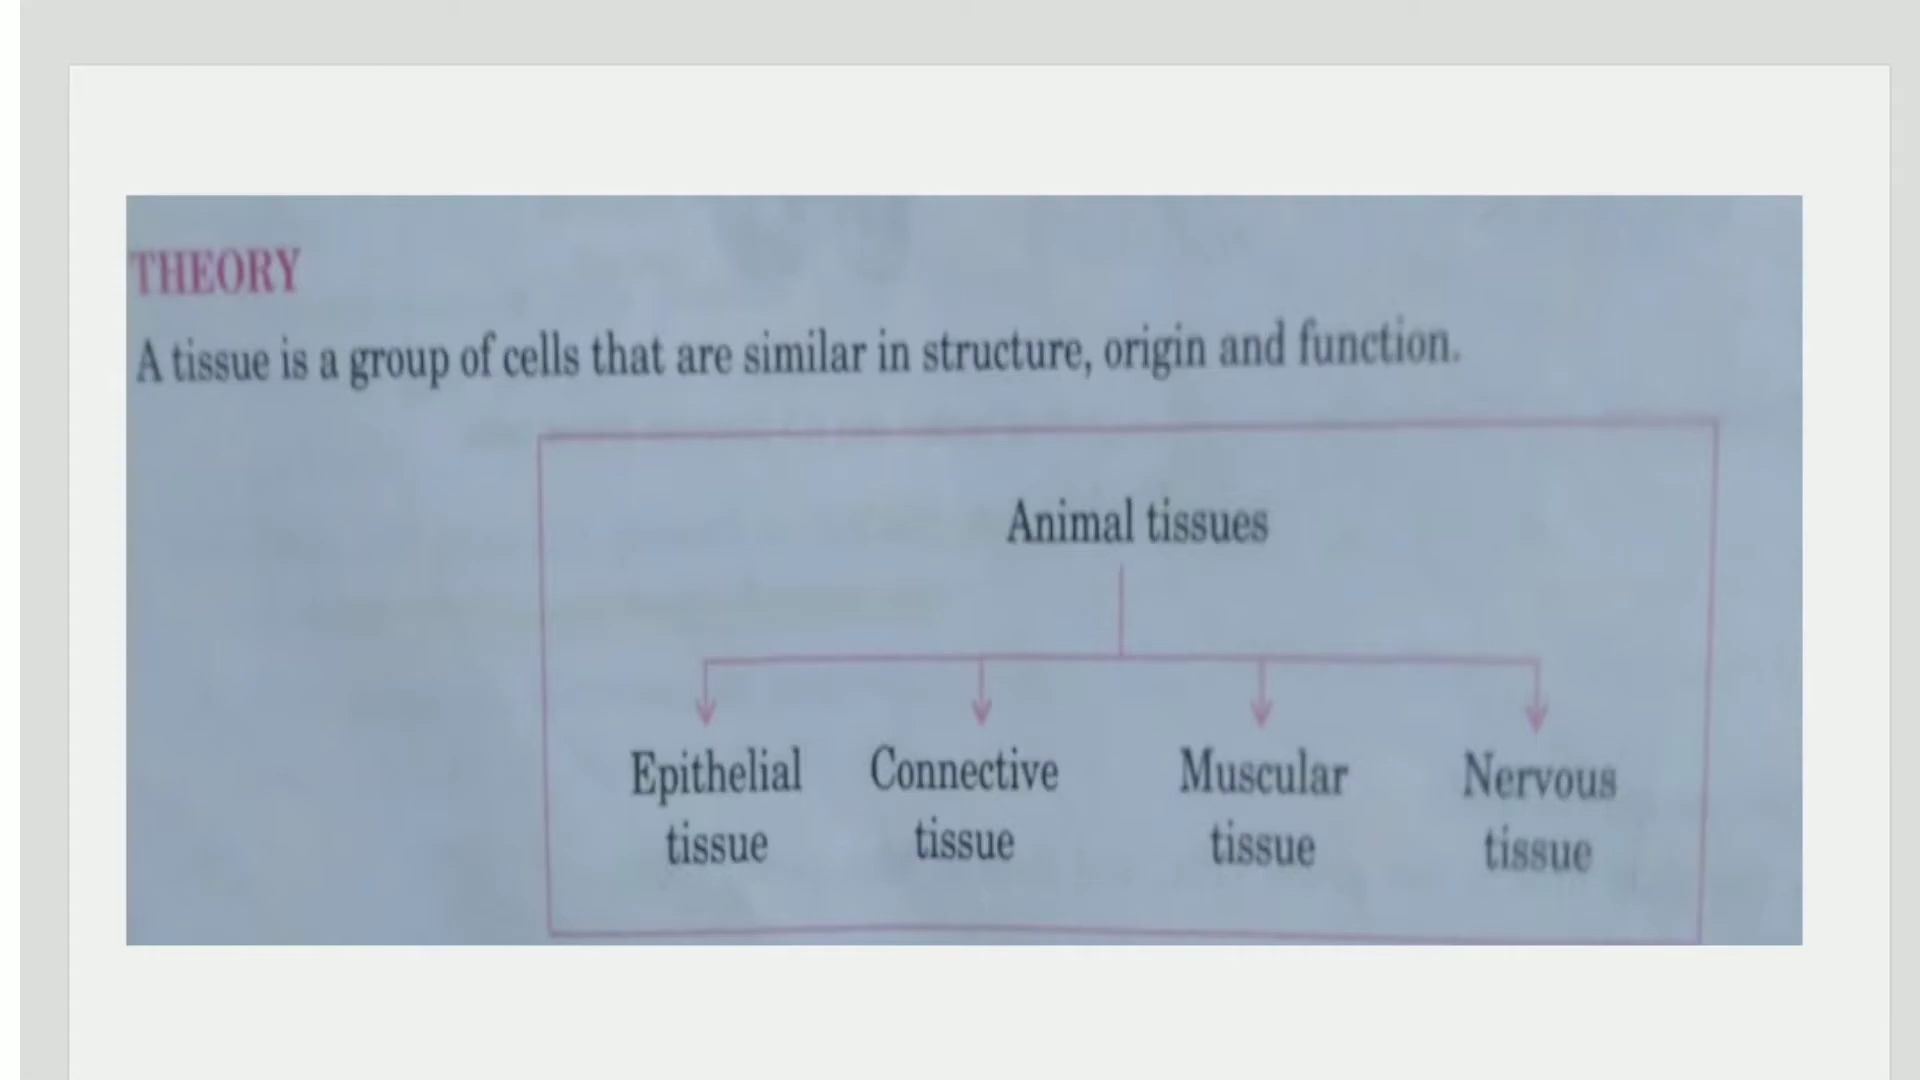 THEORY
A tissue is a group of cells that are similar in structure, origin and function.
Animal tissues
Epithelial tissue
Connective tissue
Muscular tissue
Nervous tissue